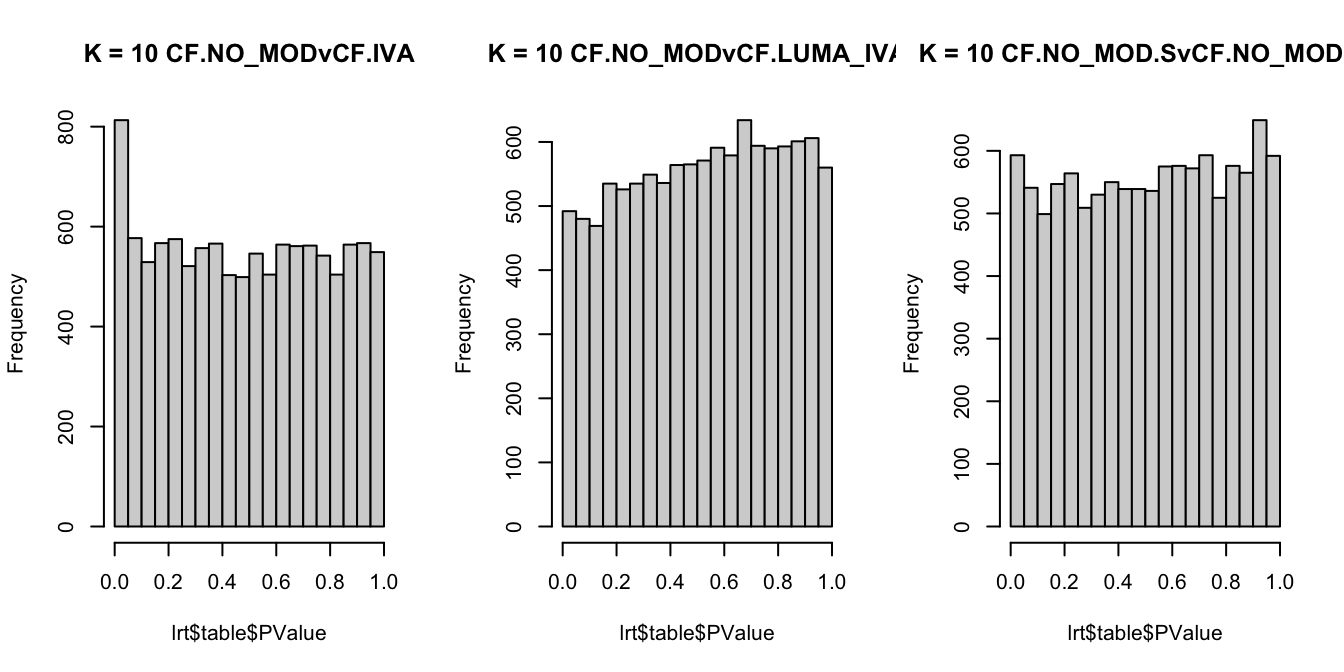 K = 10 CF.NO_MODvCF.IVA
Frequency
800
600
400
200
0
0.0 0.2 0.4 0.6 0.8 1.0
lrt$table$PValue
K = 10 CF.NO_MODvCF.LUMA_IVA
Frequency
600
500
400
300
200
100
0
0.0 0.2 0.4 0.6 0.8 1.0
lrt$table$PValue
K = 10 CF.NO_MOD.SvCF.NO_MOD
Frequency
600
500
400
300
200
100
0
0.0 0.2 0.4 0.6 0.8 1.0
lrt$table$PValue